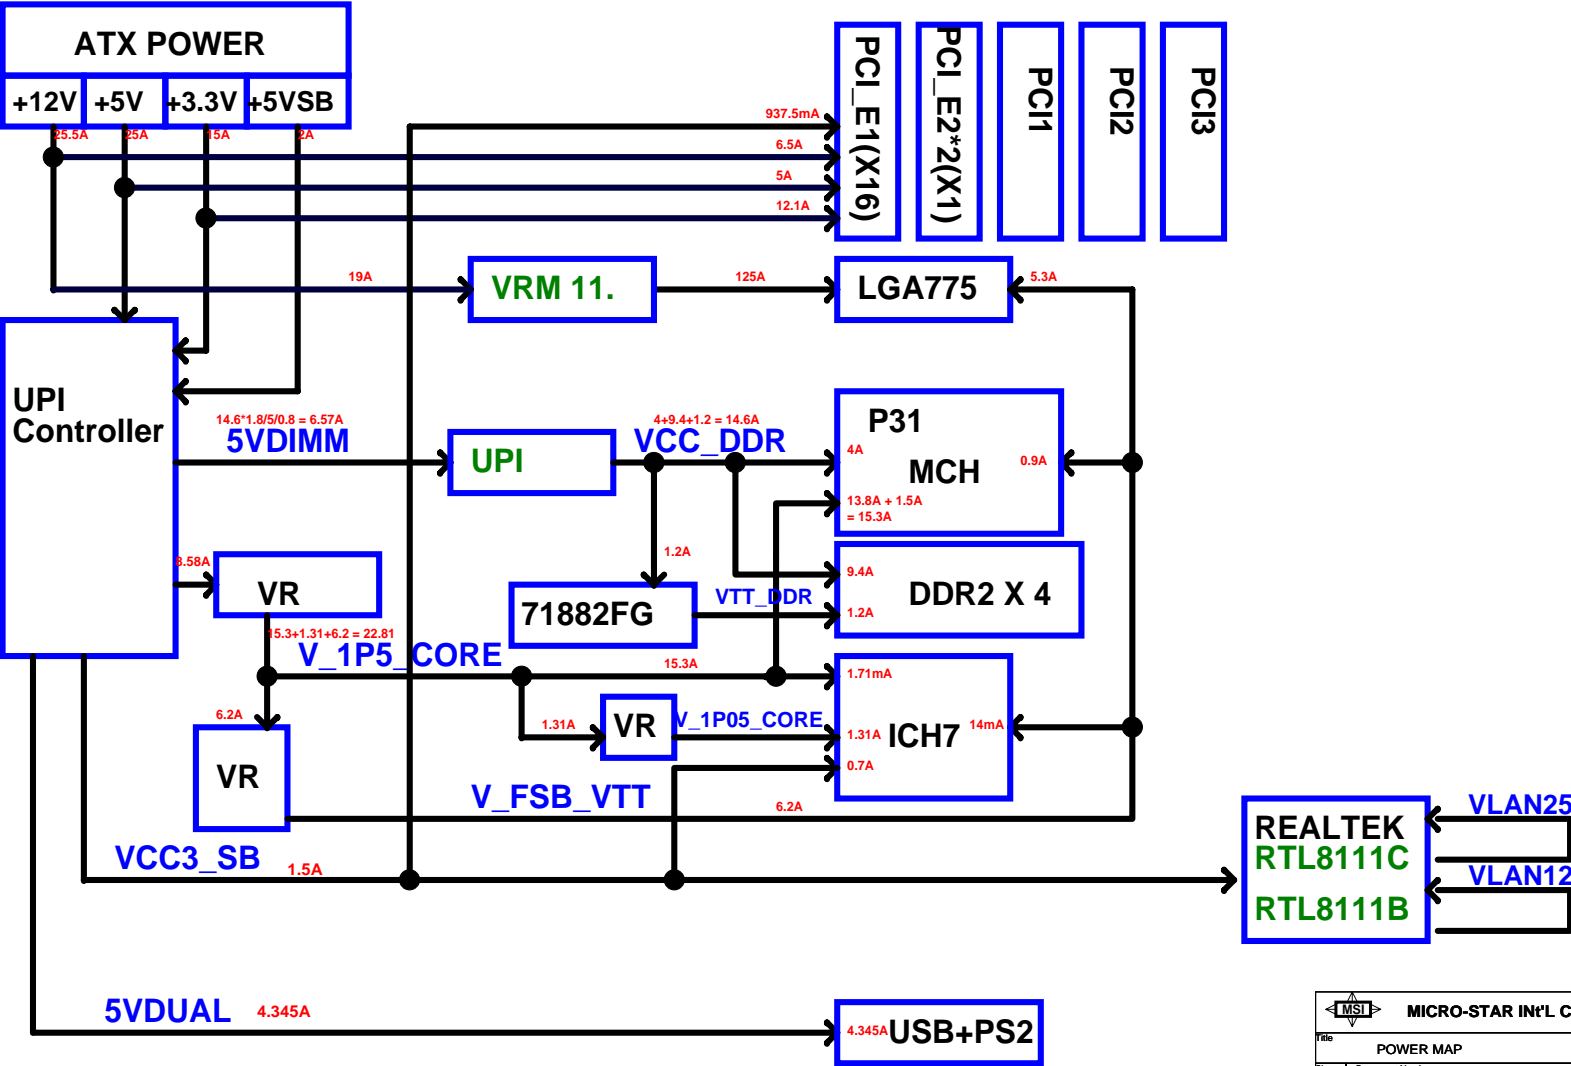 ATX POWER
+12V +5V +3.3V +5VSB
25.5A 25A 15A 2A
937.5mA
6.5A
5A
12.1A
PCI_E1(X16)
PCI_E2*2(X1)
PCI1
PCI2
PCI3
19A
VRM 11.
125A
LGA775
5.3A
UPI
Controller
14.6*1.8/5/0.8 = 6.57A
5VDIMM
UPI
4+9.4+1.2 = 14.6A
VCC_DDR
P31
MCH
4A
0.9A
13.8A + 1.5A
= 15.3A
8.58A
VR
1.2A
71882FG
VTT_DDR
9.4A
DDR2 X 4
1.2A
15.3+1.31+6.2 = 22.81
V_1P5_CORE
15.3A
1.71mA
6.2A
VR
1.31A
VR
V_1P05_CORE
1.31A
ICH7
14mA
0.7A
V_FSB_VTT
6.2A
VCC3_SB
1.5A
REALTEK
RTL8111C
RTL8111B
VLAN25
VLAN12
5VDUAL
4.345A
4.345A
USB+PS2
MSI
MICRO-STAR INt'L C
Title
POWER MAP